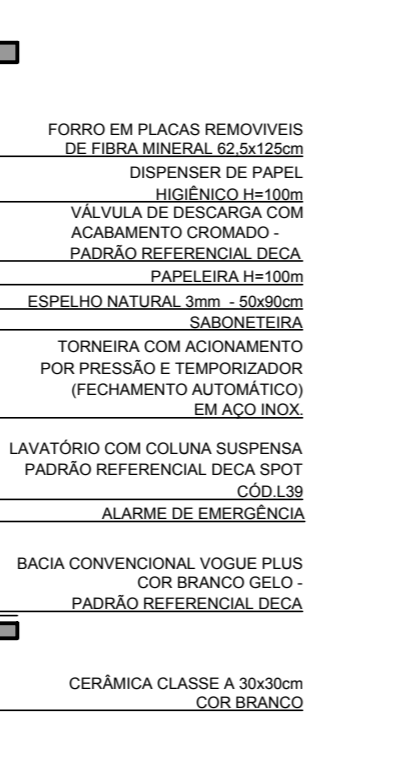 FORRO EM PLACAS REMOVIVEIS
DE FIBRA MINERAL 62,5x125cm
DISPENSER DE PAPEL
HIGIÊNICO H=100m
VÁLVULA DE DESCARGA COM
ACABAMENTO CROMADO -
PADRÃO REFERENCIAL DECA
PAPELEIRA H=100m
ESPELHO NATURAL 3mm - 50x90cm
SABONETEIRA
TORNEIRA COM ACIONAMENTO
POR PRESSÃO E TEMPORIZADOR
(FECHAMENTO AUTOMÁTICO)
EM AÇO INOX.
LAVATÓRIO COM COLUNA SUSPENSA
PADRÃO REFERENCIAL DECA SPOT
CÓD.L39
ALARME DE EMERGÊNCIA
BACIA CONVENCIONAL VOGUE PLUS
COR BRANCO GELO -
PADRÃO REFERENCIAL DECA
CERÂMICA CLASSE A 30x30cm
COR BRANCO